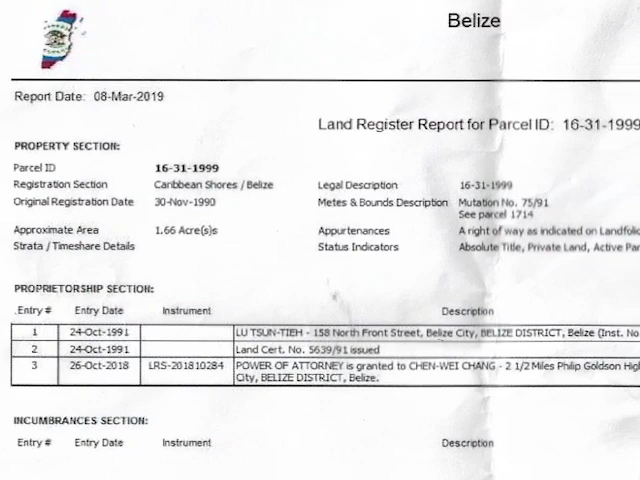 Belize
Report Date: 08-Mar-2019
Land Register Report for Parcel ID: 16-31-1999
PROPERTY SECTION:
Parcel ID 16-31-1999
Registration Section Caribbean Shores / Belize Legal Description 16-31-1999
Original Registration Date 30-Nov-1990 Metes & Bounds Description Mutation No. 75/91
See parcel 1714
Approximate Area 1.66 Acre(s)s Appurtenances A right of way as indicated on Landfolio
Strata / Timeshare Details Status Indicators Absolute Title, Private Land, Active Par
PROPRIETORSHIP SECTION:
Entry # Entry Date Instrument Description
1 24-Oct-1991 LU TSUN-TIEH - 158 North Front Street, Belize City, BELIZE DISTRICT, Belize (Inst. No
2 24-Oct-1991 Land Cert. No. 5639/91 issued
3 26-Oct-2018 LRS-201810284 POWER OF ATTORNEY is granted to CHEN-WEI CHANG - 2 1/2 Miles Philip Goldson Hig
City, BELIZE DISTRICT, Belize.
INCUMBRANCES SECTION:
Entry # Entry Date Instrument Description